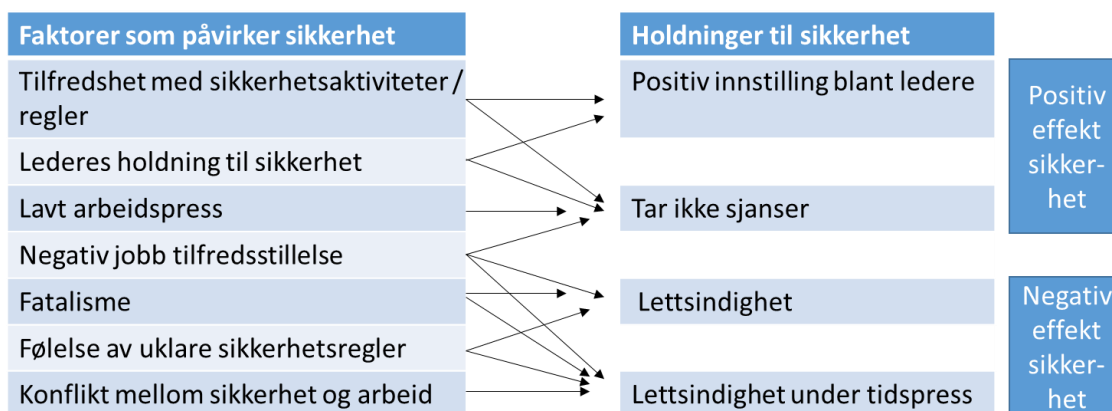 Faktorer som påvirker sikkerhet
Tilfredshet med sikkerhetsaktiviteter /
regler
Lederes holdning til sikkerhet
Lavt arbeidspress
Negativ jobb tilfredsstillelse
Fatalisme
Følelse av uklare sikkerhetsregler
Konflikt mellom sikkerhet og arbeid
Holdninger til sikkerhet
Positiv innstilling blant ledere
Tar ikke sjanser
Lettsindighet
Lettsindighet under tidspress
Positiv
effekt
sikker-
het
Negativ
effekt
sikker-
het